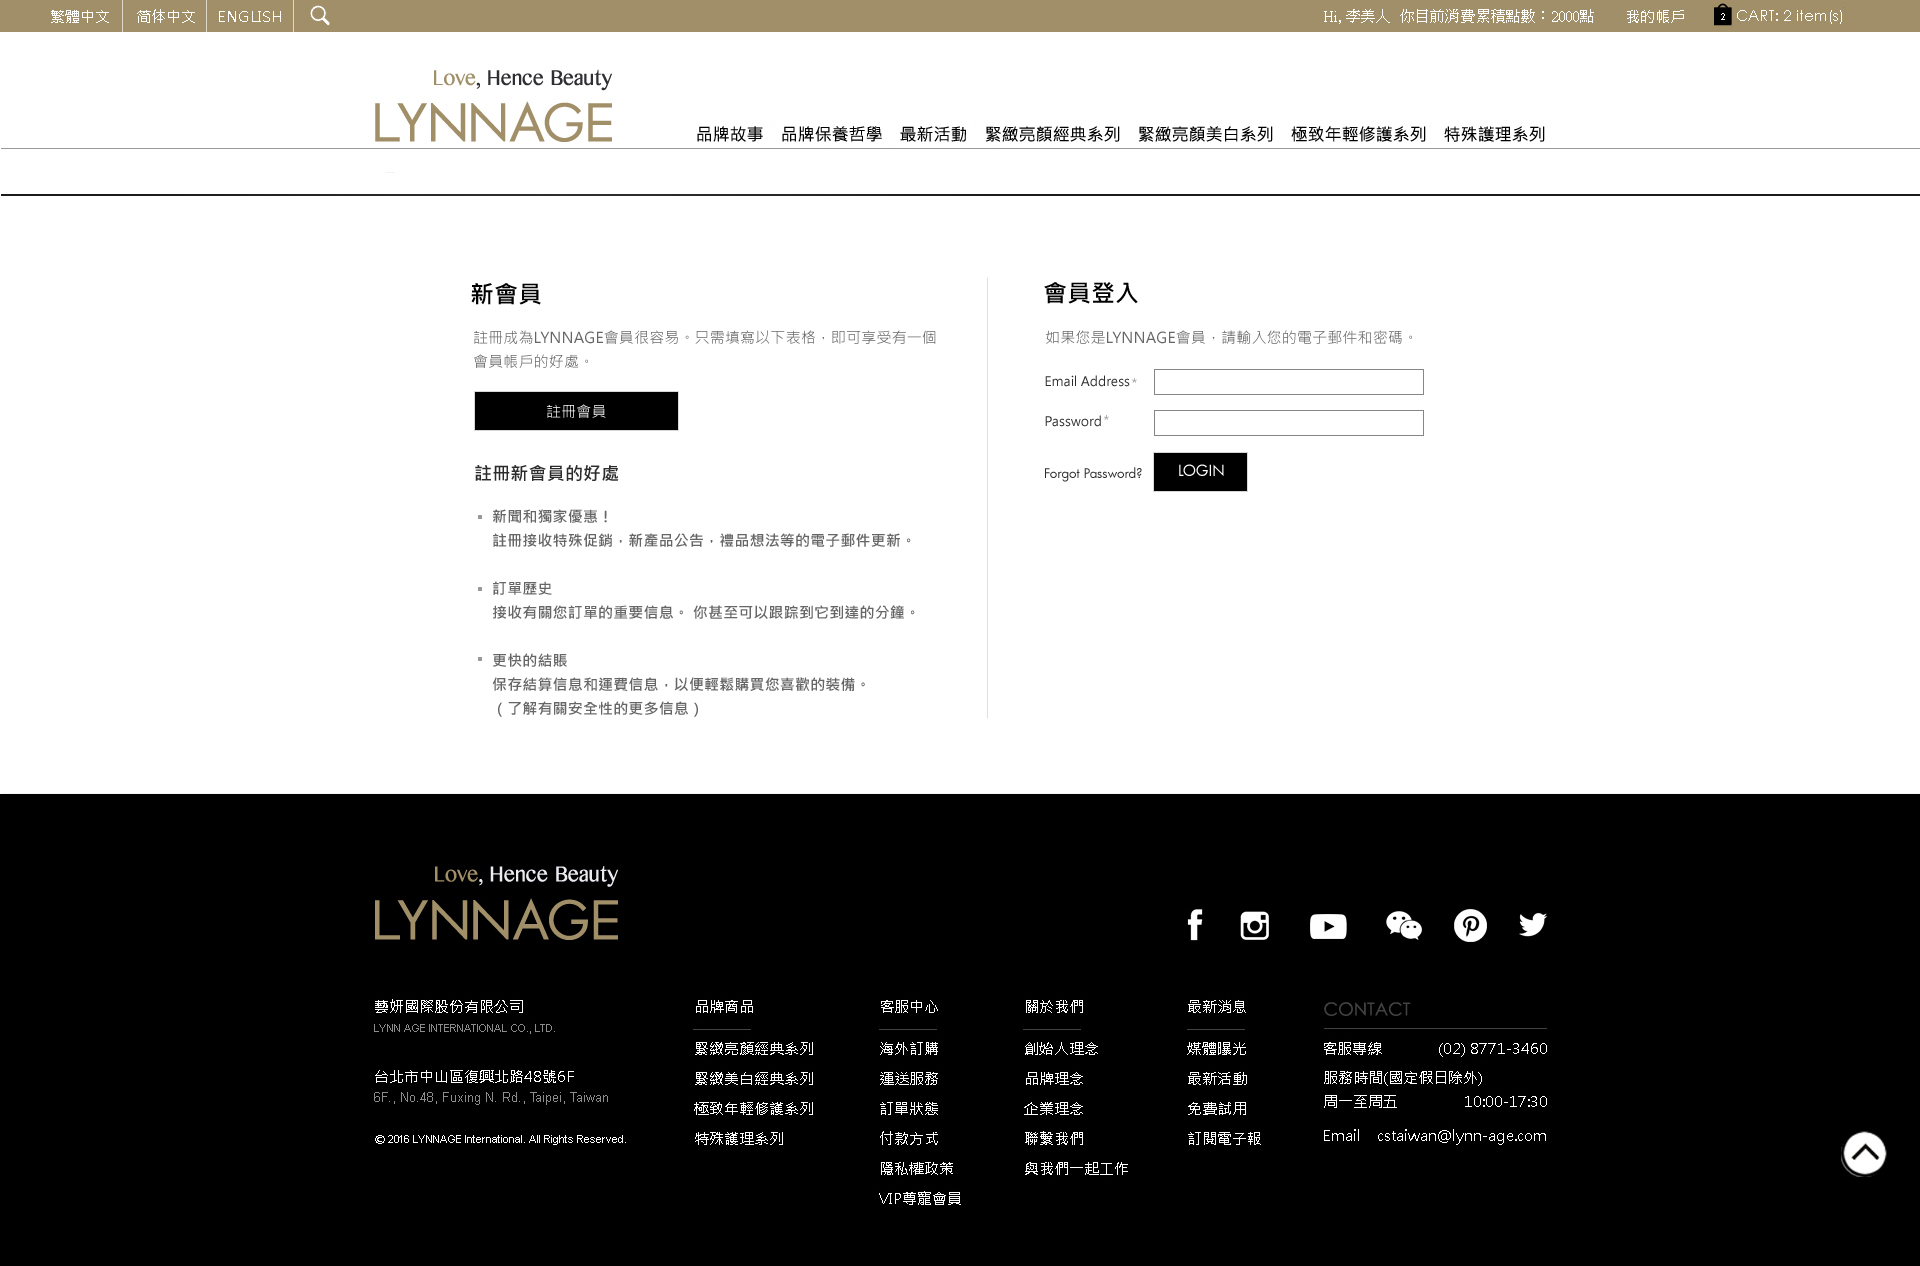 繁體中文 简体中文 ENGLISH
Hi, 李美人 你目前消費累積點數：2000點 我的帳戶 2 CART: 2 item(s)
Love, Hence Beauty
LYNNAGE
品牌故事 品牌保養哲學 最新活動 緊緻亮顏經典系列 緊緻亮顏美白系列 極致年輕修護系列 特殊護理系列
新會員
註冊成為LYNNAGE會員很容易。只需填寫以下表格，即可享受有一個
會員帳戶的好處。
註冊會員
註冊新會員的好處
新聞和獨家優惠！
註冊接收特殊促銷，新產品公告，禮品想法等的電子郵件更新。
訂單歷史
接收有關您訂單的重要信息。 你甚至可以跟踪到它到達的分鐘。
更快的結賬
保存結算信息和運費信息，以便輕鬆購買您喜歡的裝備。
（了解有關安全性的更多信息）
會員登入
如果您是LYNNAGE會員，請輸入您的電子郵件和密碼。
Email Address*
Password*
Forgot Password? LOGIN
Love, Hence Beauty
LYNNAGE
藝妍國際股份有限公司
LYNN AGE INTERNATIONAL CO., LTD.
台北市中山區復興北路48號6F
6F., No.48, Fuxing N. Rd., Taipei, Taiwan
© 2016 LYNNAGE International. All Rights Reserved.
品牌商品
緊緻亮顏經典系列
緊緻美白經典系列
極致年輕修護系列
特殊護理系列
客服中心
海外訂購
運送服務
訂單狀態
付款方式
隱私權政策
VIP尊寵會員
關於我們
創始人理念
品牌理念
企業理念
聯繫我們
與我們一起工作
最新消息
媒體曝光
最新活動
免費試用
訂閱電子報
CONTACT
客服專線 (02) 8771-3460
服務時間(國定假日除外)
周一至周五 10:00-17:30
Email cstaiwan@lynn-age.com